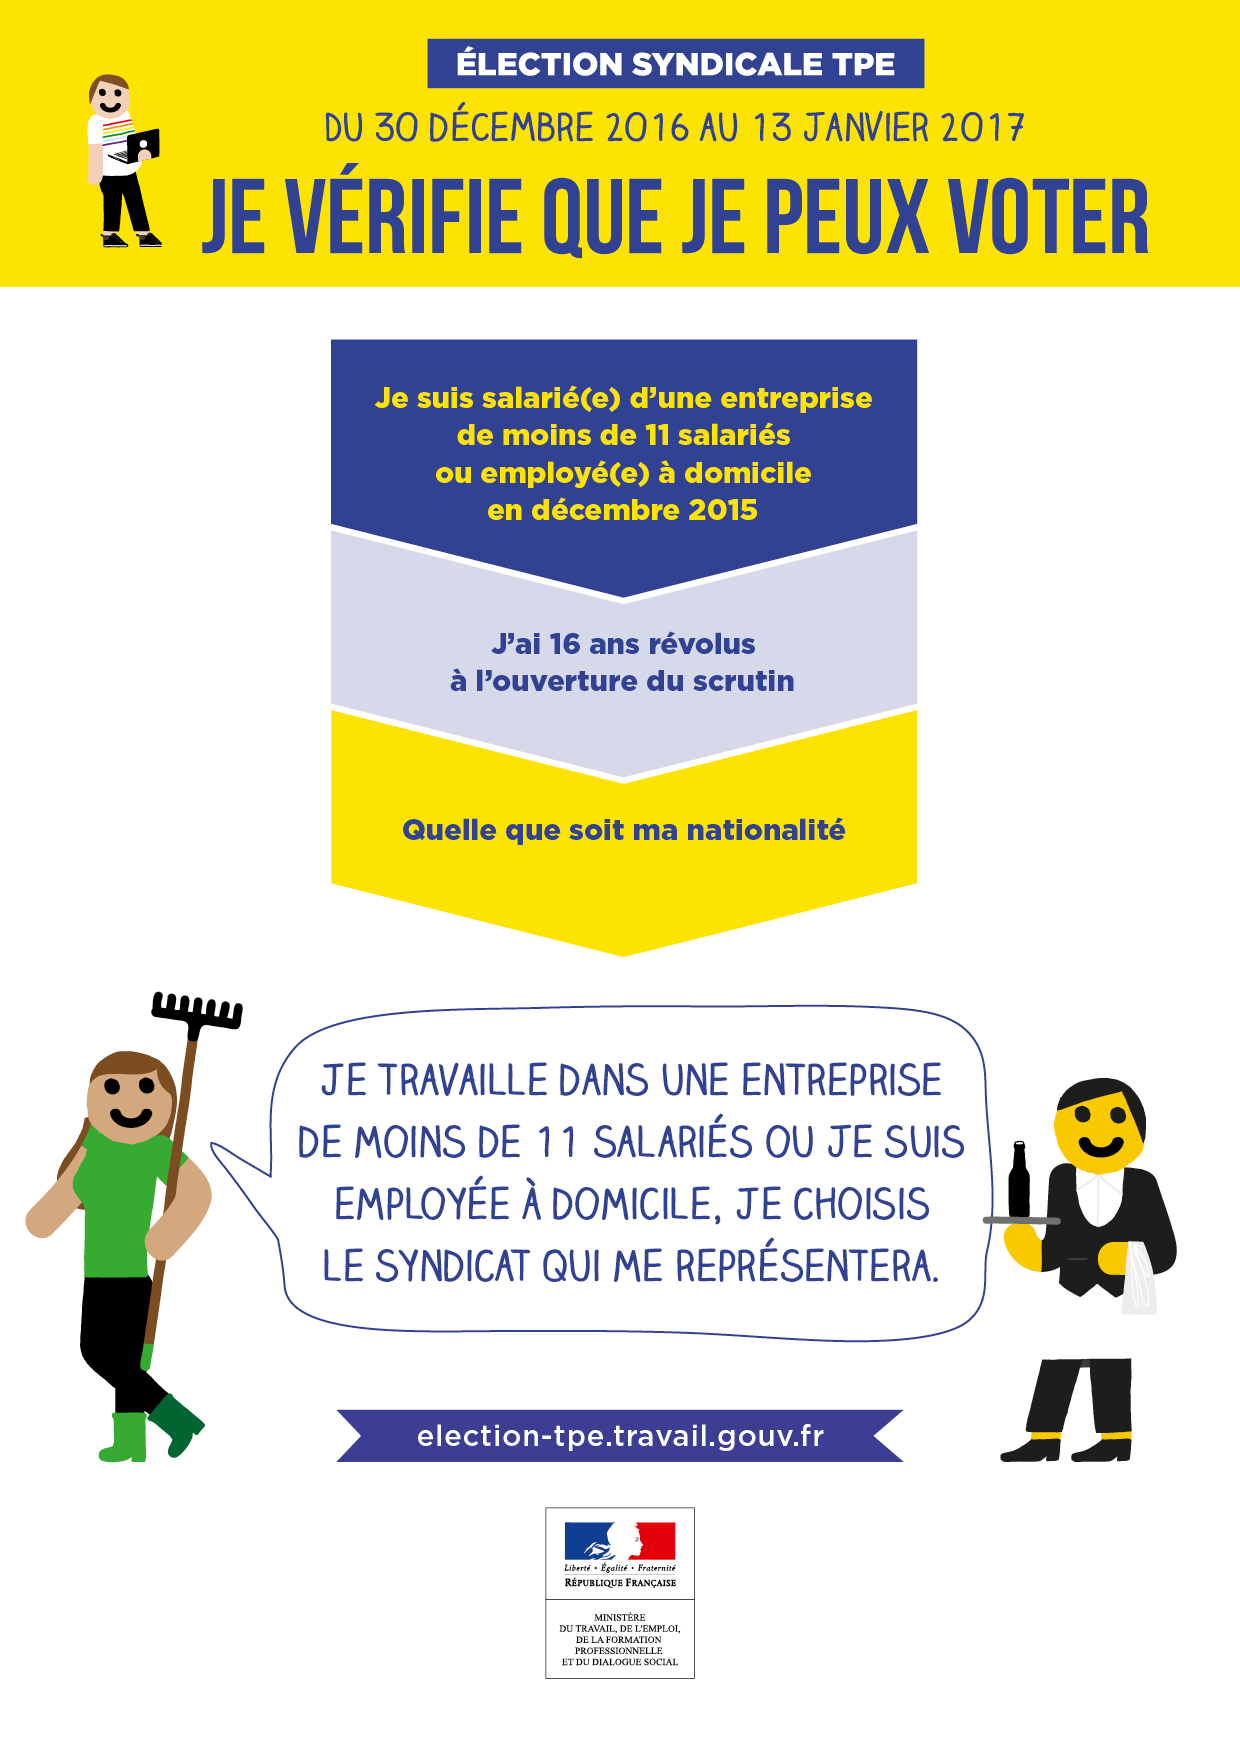 ÉLECTION SYNDICALE TPE
DU 30 DÉCEMBRE 2016 AU 13 JANVIER 2017
JE VÉRIFIE QUE JE PEUX VOTER
Je suis salarié(e) d’une entreprise
de moins de 11 salariés
ou employé(e) à domicile
en décembre 2015
J’ai 16 ans révolus
à l’ouverture du scrutin
Quelle que soit ma nationalité
JE TRAVAILLE DANS UNE ENTREPRISE
DE MOINS DE 11 SALARIÉS OU JE SUIS
EMPLOYÉE À DOMICILE, JE CHOISIS
LE SYNDICAT QUI ME REPRÉSENTERA.
election-tpe.travail.gouv.fr
Liberté • Égalité • Fraternité
RÉPUBLIQUE FRANÇAISE
MINISTÈRE
DU TRAVAIL, DE L'EMPLOI,
DE LA FORMATION
PROFESSIONNELLE
ET DU DIALOGUE SOCIAL